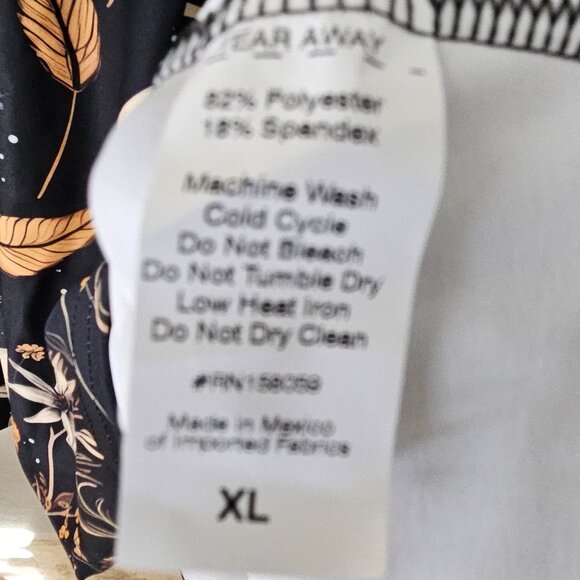 TEAR AWAY
82% Polyester
18% Spandex
Machine Wash
Cold Cycle
Do Not Bleach
Do Not Tumble Dry
Low Heat Iron
Do Not Dry Clean
#RN158059
Made in Mexico
of Imported Fabrics
XL